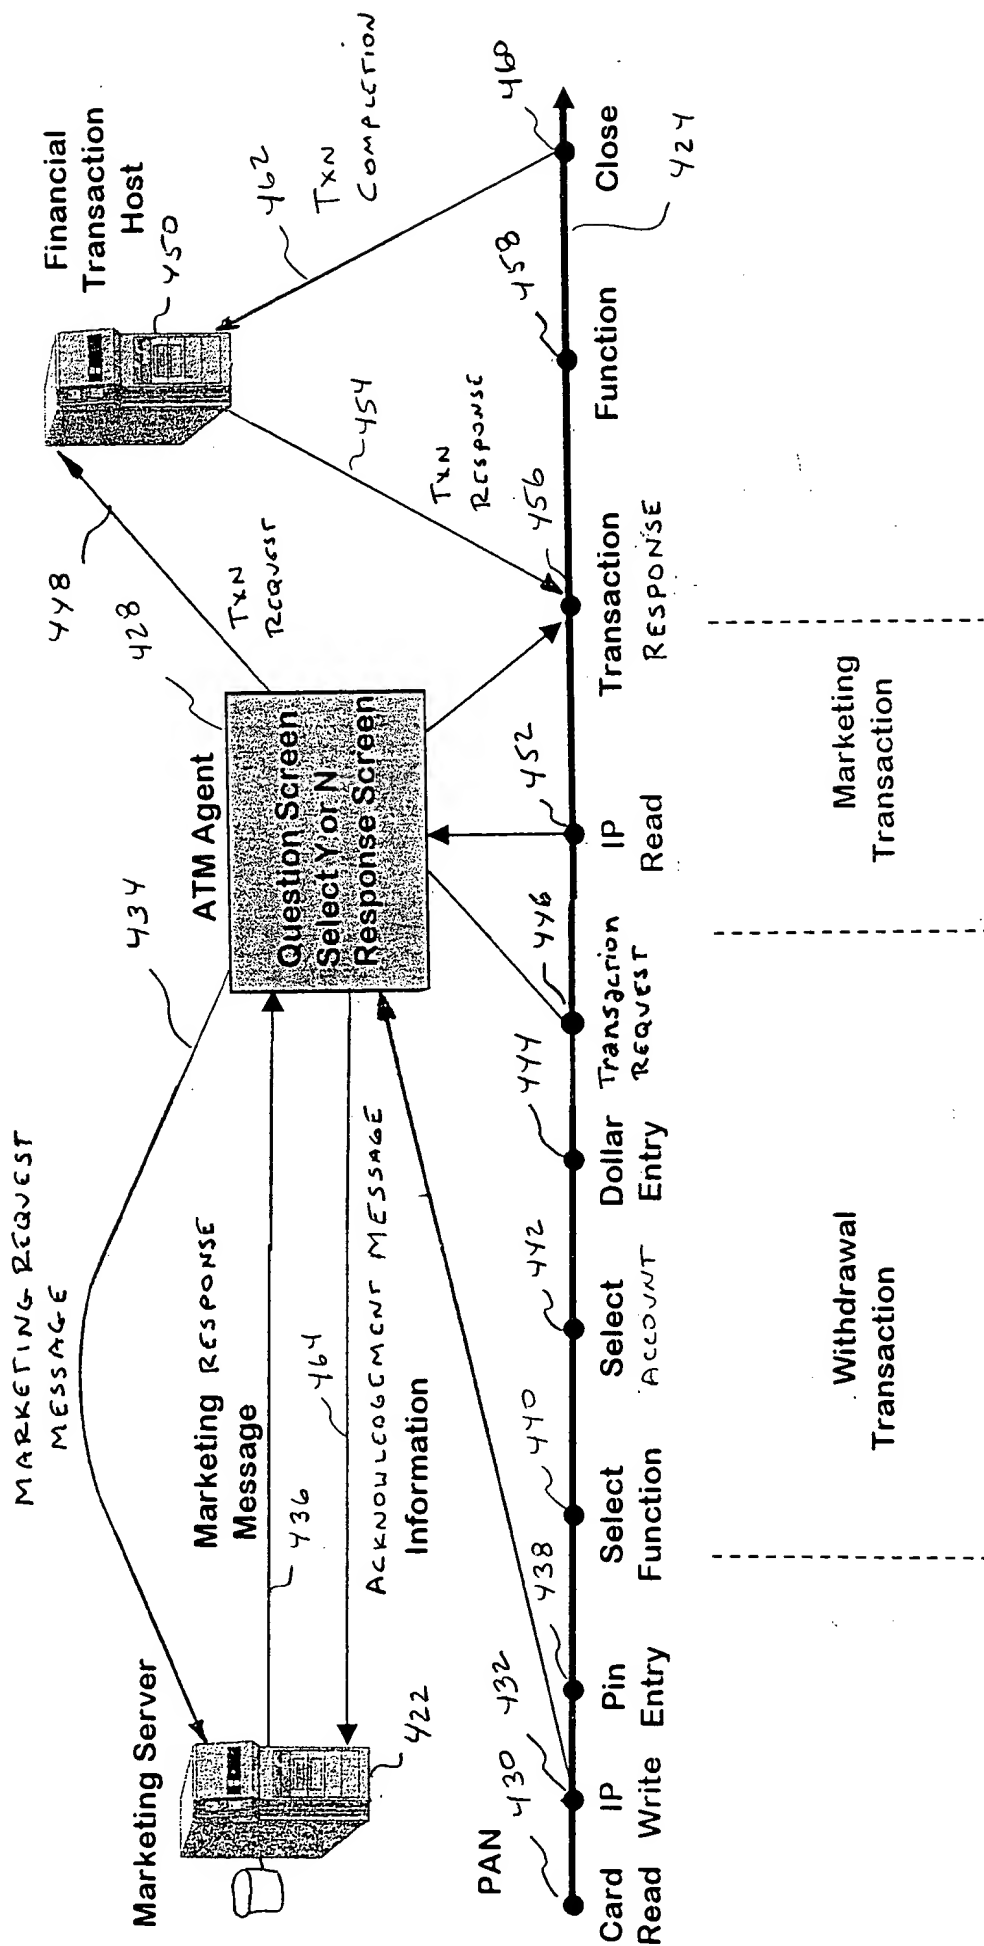 MARKETING REQUEST
MESSAGE
434
Marketing Server
422
Marketing RESPONSE
Message
436
464
ACKNOWLEDGEMENT MESSAGE
Information
ATM Agent
428
Question Screen
Select Y or N
Response Screen
448
TXN
REQUEST
Financial
Transaction
Host
450
454
TXN
RESPONSE
462
TXN
COMPLETION
PAN
430
432
438
440
442
444
446
452
456
458
460
424
Card
Read
IP
Write
Pin
Entry
Select
Function
Select
ACCOUNT
Dollar
Entry
Transaction
REQUEST
IP
Read
Transaction
RESPONSE
Function
Close
Withdrawal
Transaction
Marketing
Transaction